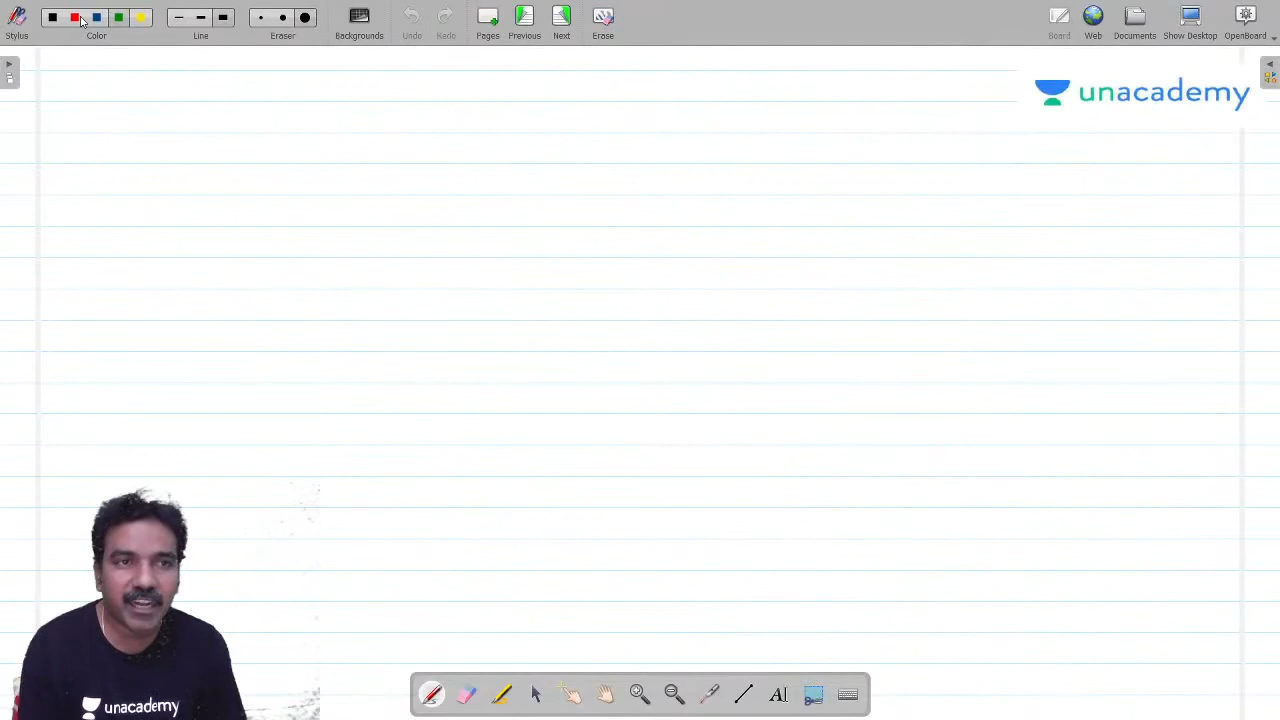 Stylus
Color
Line
Eraser
Backgrounds
Undo
Redo
Pages
Previous
Next
Erase
Board
Web
Documents
Show Desktop
OpenBoard
unacademy
unacademy
AI